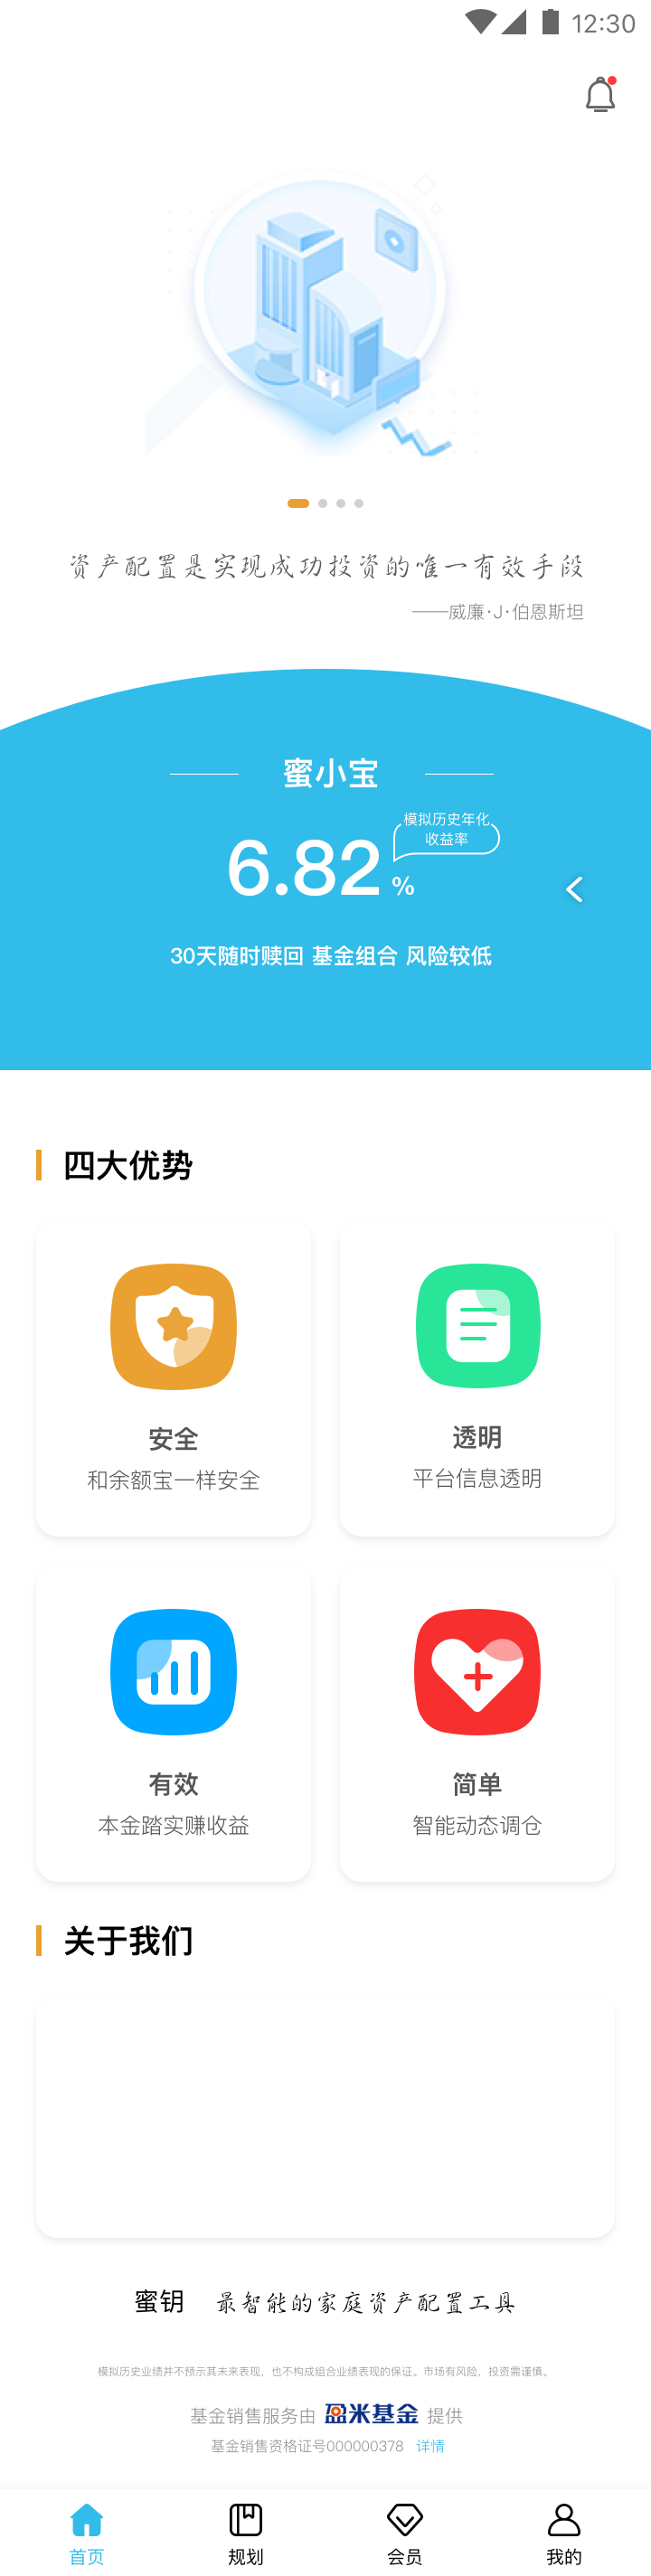 12:30
资产配置是实现成功投资的唯一有效手段
——威廉·J·伯恩斯坦
蜜小宝
模拟历史年化
收益率
6.82 %
30天随时赎回 基金组合 风险较低
四大优势
安全
和余额宝一样安全
透明
平台信息透明
有效
本金踏实赚收益
简单
智能动态调仓
关于我们
蜜钥 最智能的家庭资产配置工具
模拟历史业绩并不预示其未来表现，也不构成组合业绩表现的保证。市场有风险，投资需谨慎。
基金销售服务由 盈米基金 提供
基金销售资格证号000000378 详情
首页 规划 会员 我的